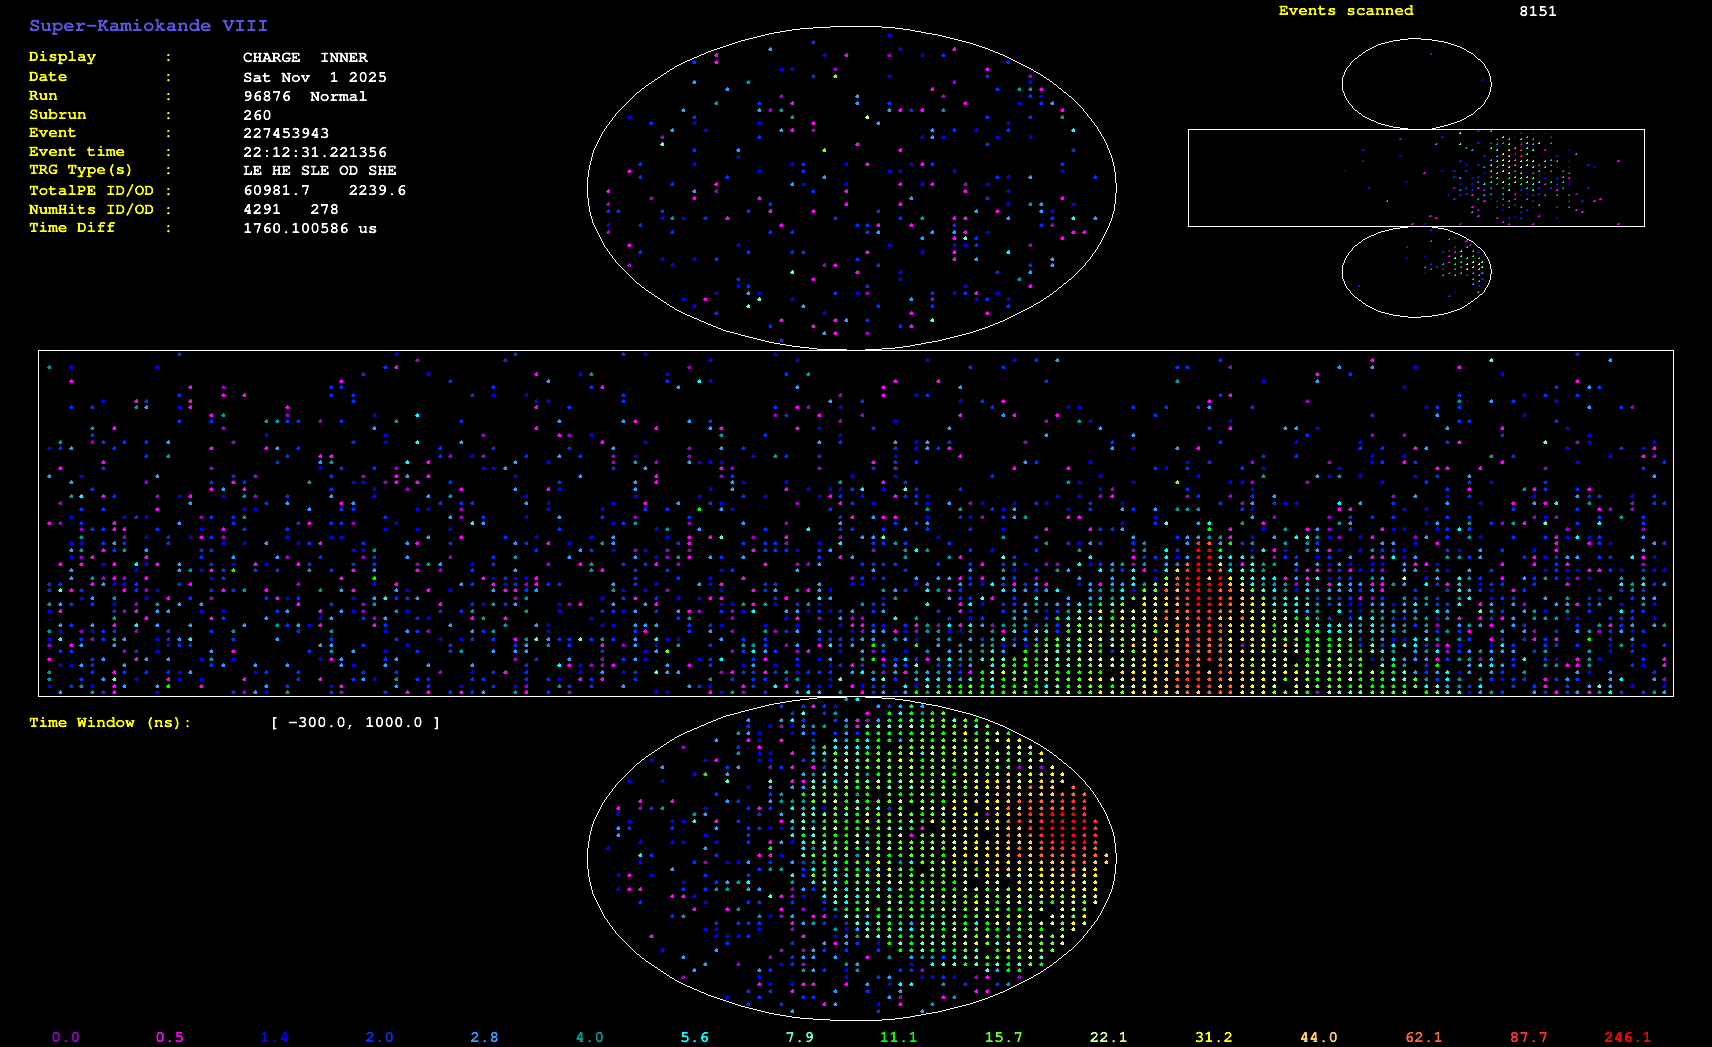 Super-Kamiokande VIII
Events scanned 8151
Display : CHARGE INNER
Date : Sat Nov 1 2025
Run : 96876 Normal
Subrun : 260
Event : 227453943
Event time : 22:12:31.221356
TRG Type(s) : LE HE SLE OD SHE
TotalPE ID/OD : 60981.7 2239.6
NumHits ID/OD : 4291 278
Time Diff : 1760.100586 us
Time Window (ns): [ -300.0, 1000.0 ]
0.0 0.5 1.4 2.0 2.8 4.0 5.6 7.9 11.1 15.7 22.1 31.2 44.0 62.1 87.7 246.1